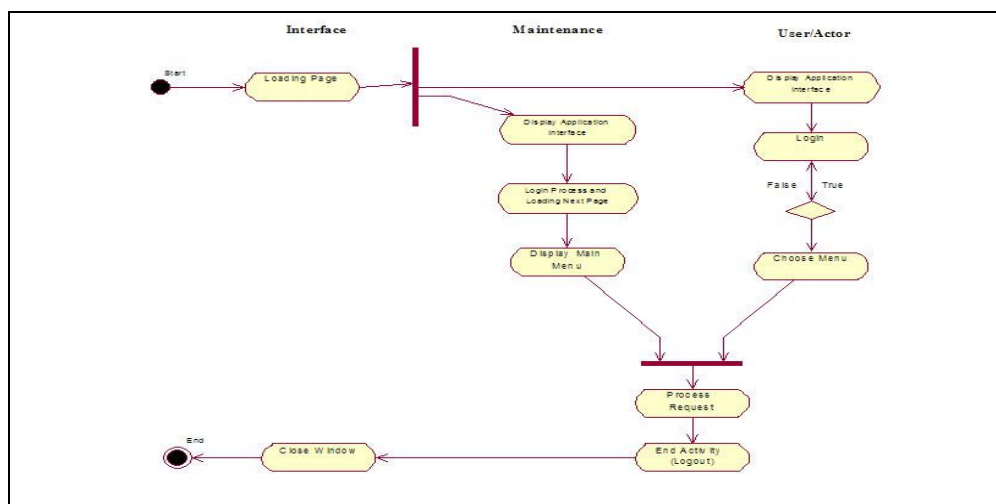 Interface
Maintenance
User/Actor
Start
Loading Page
Display Application
Interface
Display Application
Interface
Login
False
True
Login Process and
Loading Next Page
Display Main
Menu
Choose Menu
Process
Request
End
Close Window
End Activity
(Logout)